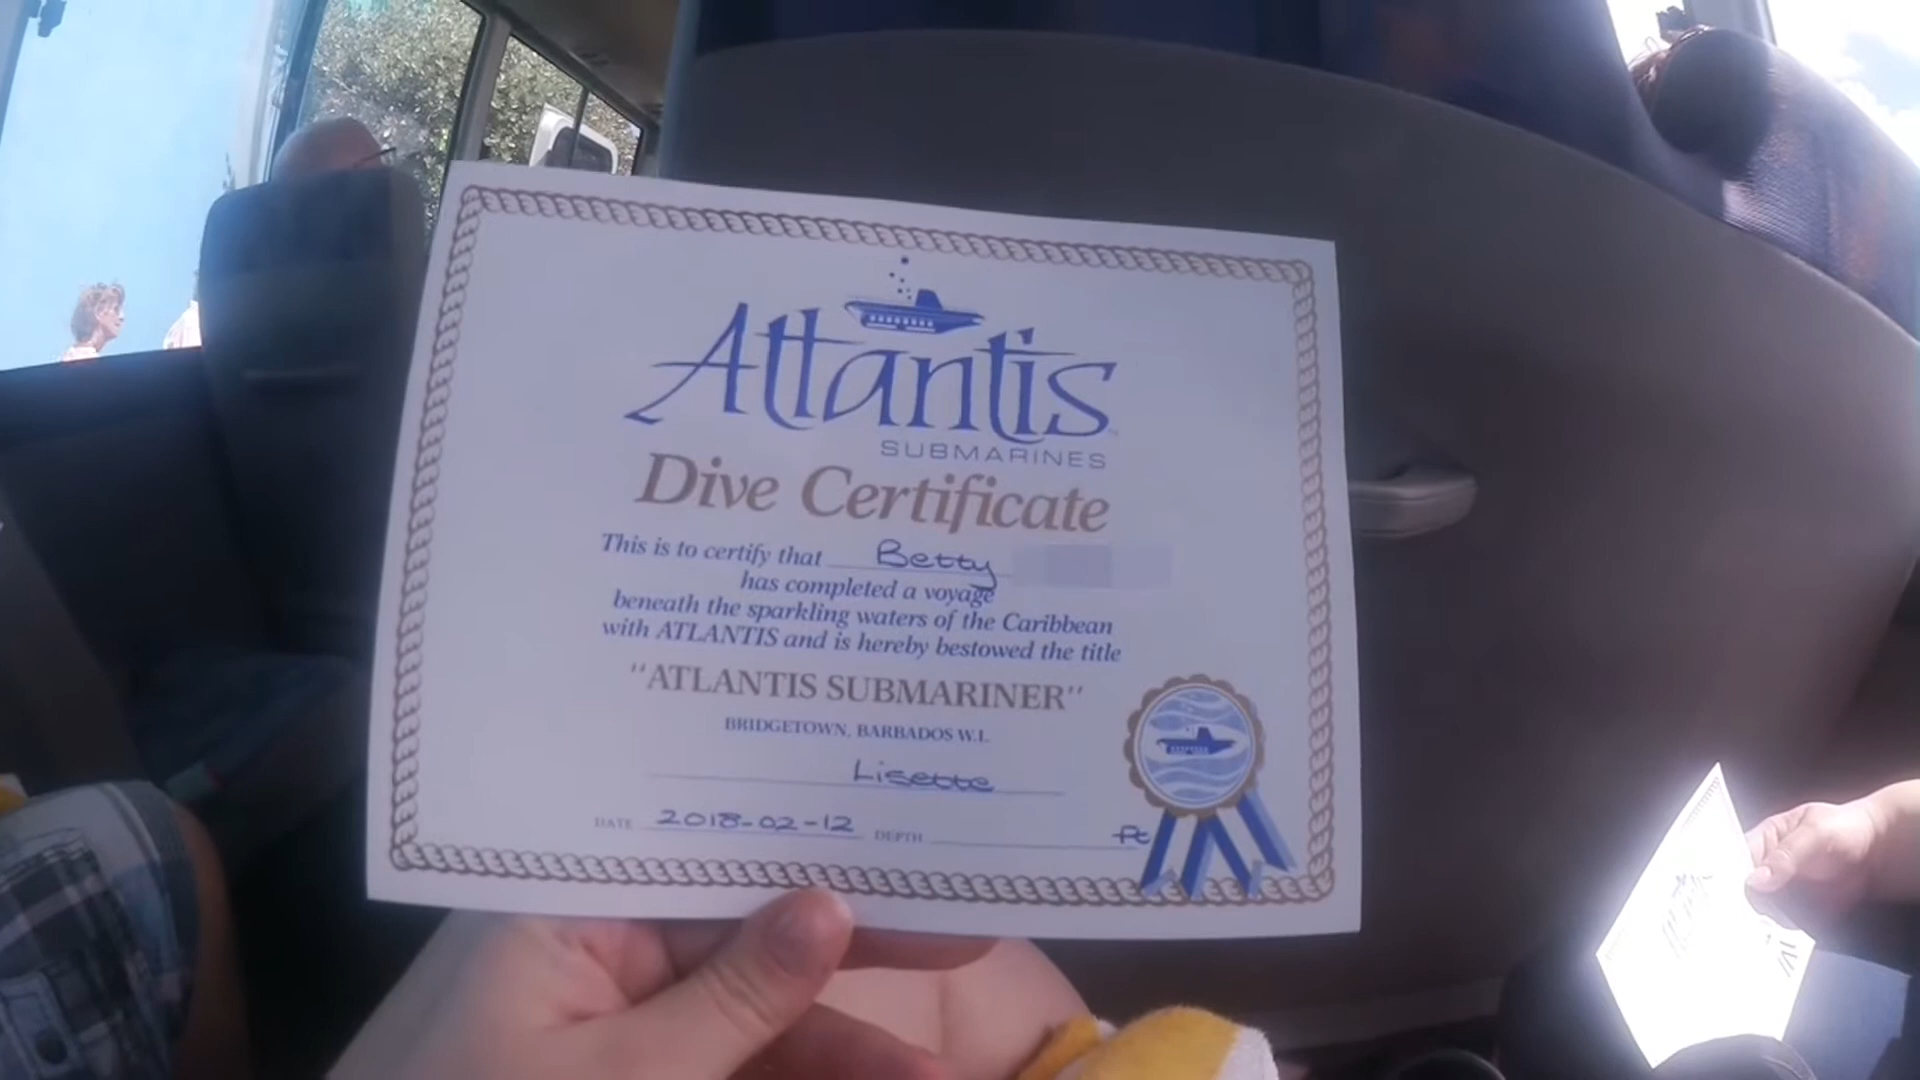 Atlantis
SUBMARINES
Dive Certificate
This is to certify that Betty
has completed a voyage
beneath the sparkling waters of the Caribbean
with ATLANTIS and is hereby bestowed the title
"ATLANTIS SUBMARINER"
BRIDGETOWN, BARBADOS W.I.
Lisette
DATE 2018-02-12 DEPTH ft